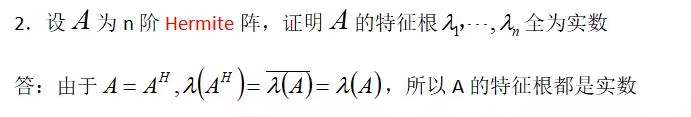 2. 设 A 为 n 阶 Hermite 阵，证明 A 的特征根 λ₁,⋯,λₙ 全为实数
答：由于 A = Aᴴ, λ(Aᴴ) = \overline{λ(A)} = λ(A)，所以 A 的特征根都是实数